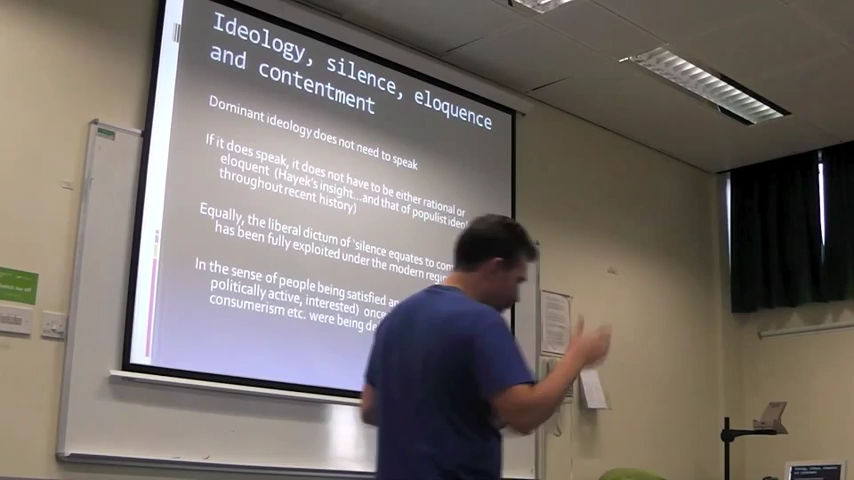 Ideology, silence, eloquence
and contentment
Dominant ideology does not need to speak
If it does speak, it does not have to be either rational or
eloquent (Hayek's insight...and that of populist
throughout recent history)
Equally, the liberal dictum of 'silence equates to
has been fully exploited under the modern
In the sense of people being satisfied
politically active, interested) once
consumerism etc. were being